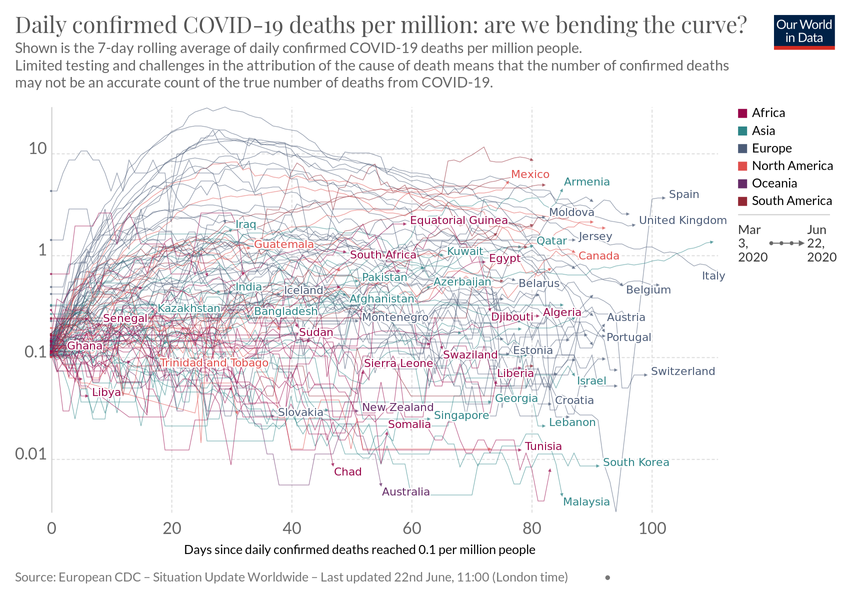 Daily confirmed COVID-19 deaths per million: are we bending the curve?
Our World
in Data
Shown is the 7-day rolling average of daily confirmed COVID-19 deaths per million people.
Limited testing and challenges in the attribution of the cause of death means that the number of confirmed deaths
may not be an accurate count of the true number of deaths from COVID-19.
Africa
Asia
Europe
North America
Oceania
South America
Mar
3,
2020
Jun
22,
2020
10
1
0.1
0.01
Mexico
Armenia
Spain
Moldova
United Kingdom
Equatorial Guinea
Iraq
Guatemala
Qatar
Jersey
South Africa
Kuwait
Egypt
Canada
Italy
Pakistan
Azerbaijan
Belarus
India
Iceland
Belgium
Afghanistan
Kazakhstan
Bangladesh
Montenegro
Djibouti
Algeria
Austria
Senegal
Sudan
Portugal
Ghana
Swaziland
Estonia
Trinidad and Tobago
Sierra Leone
Liberia
Switzerland
Israel
Libya
Georgia
Croatia
Slovakia
New Zealand
Singapore
Somalia
Lebanon
Tunisia
South Korea
Chad
Australia
Malaysia
0
20
40
60
80
100
Days since daily confirmed deaths reached 0.1 per million people
Source: European CDC – Situation Update Worldwide – Last updated 22nd June, 11:00 (London time)